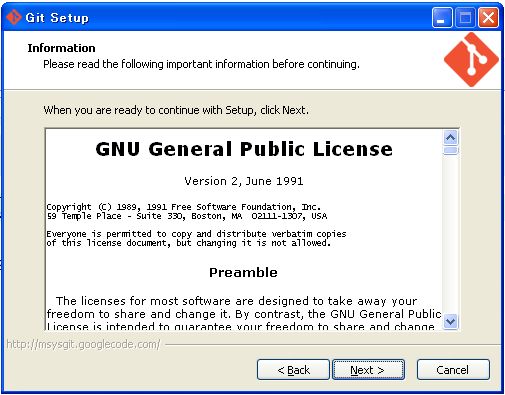 Git Setup
Information
Please read the following important information before continuing.
When you are ready to continue with Setup, click Next.
GNU General Public License
Version 2, June 1991
Copyright (C) 1989, 1991 Free Software Foundation, Inc.
59 Temple Place - Suite 330, Boston, MA  02111-1307, USA
Everyone is permitted to copy and distribute verbatim copies
of this license document, but changing it is not allowed.
Preamble
The licenses for most software are designed to take away your
freedom to share and change it. By contrast, the GNU General Public
License is intended to guarantee your freedom to share and change
http://msysgit.googlecode.com/
< Back
Next >
Cancel